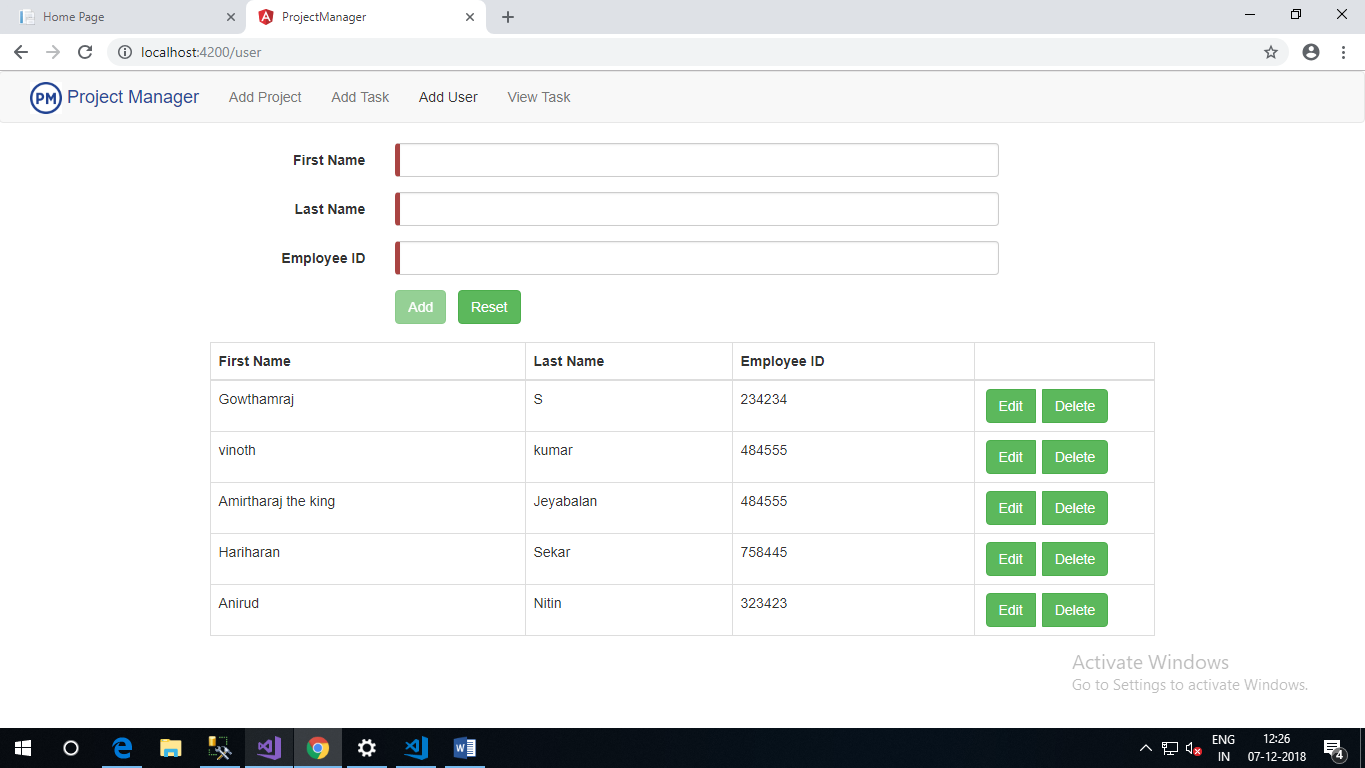 Home Page
ProjectManager
localhost:4200/user
PM Project Manager Add Project Add Task Add User View Task
First Name
Last Name
Employee ID
Add Reset
First Name Last Name Employee ID
Gowthamraj S 234234 Edit Delete
vinoth kumar 484555 Edit Delete
Amirtharaj the king Jeyabalan 484555 Edit Delete
Hariharan Sekar 758445 Edit Delete
Anirud Nitin 323423 Edit Delete
Activate Windows
Go to Settings to activate Windows.
ENG 12:26
IN 07-12-2018 4